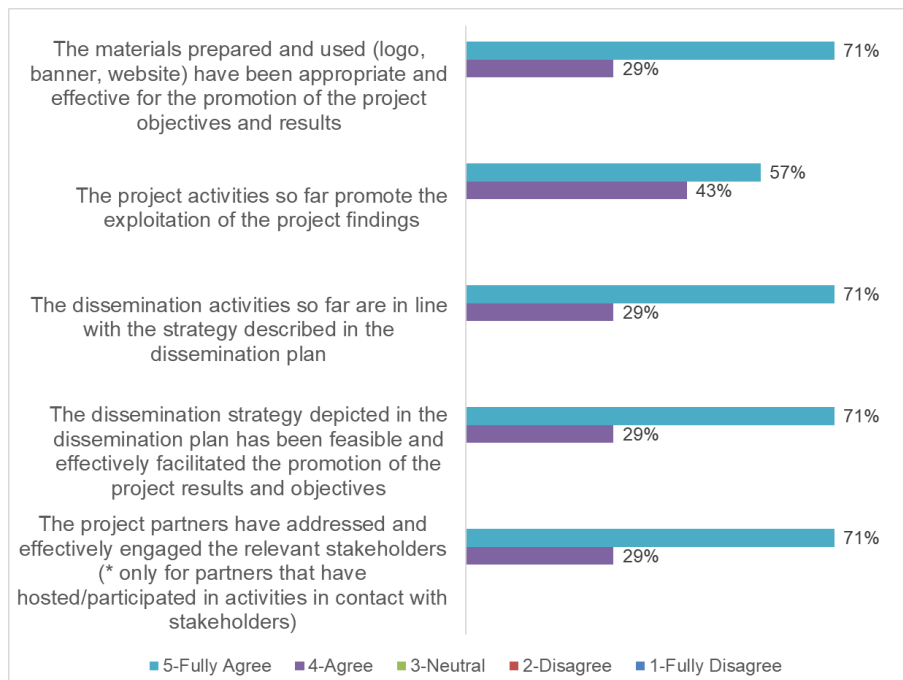 The materials prepared and used (logo,
banner, website) have been appropriate and
effective for the promotion of the project
objectives and results
71%
29%
The project activities so far promote the
exploitation of the project findings
57%
43%
The dissemination activities so far are in line
with the strategy described in the
dissemination plan
71%
29%
The dissemination strategy depicted in the
dissemination plan has been feasible and
effectively facilitated the promotion of the
project results and objectives
71%
29%
The project partners have addressed and
effectively engaged the relevant stakeholders
(* only for partners that have
hosted/participated in activities in contact with
stakeholders)
71%
29%
5-Fully Agree 4-Agree 3-Neutral 2-Disagree 1-Fully Disagree